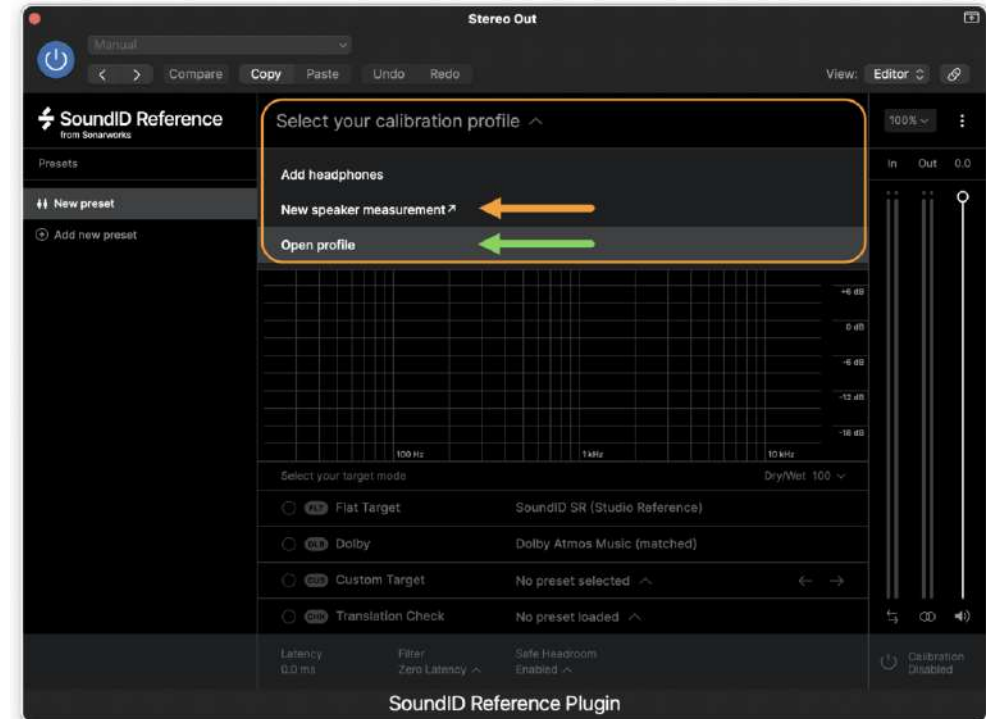 Stereo Out
Manual
Compare Copy Paste Undo Redo View: Editor
SoundID Reference
from Sonarworks
Select your calibration profile
100%
Presets
In Out 0.0
Add headphones
New preset
New speaker measurement
Add new preset
Open profile
+6 dB
0 dB
-6 dB
-12 dB
-18 dB
100 Hz 1 kHz 10 kHz
Select your target mode Dry/Wet 100
FLT Flat Target SoundID SR (Studio Reference)
DLB Dolby Dolby Atmos Music (matched)
CUS Custom Target No preset selected
CHK Translation Check No preset loaded
Latency Filter Safe Headroom Calibration
0.0 ms Zero Latency Enabled Disabled
SoundID Reference Plugin